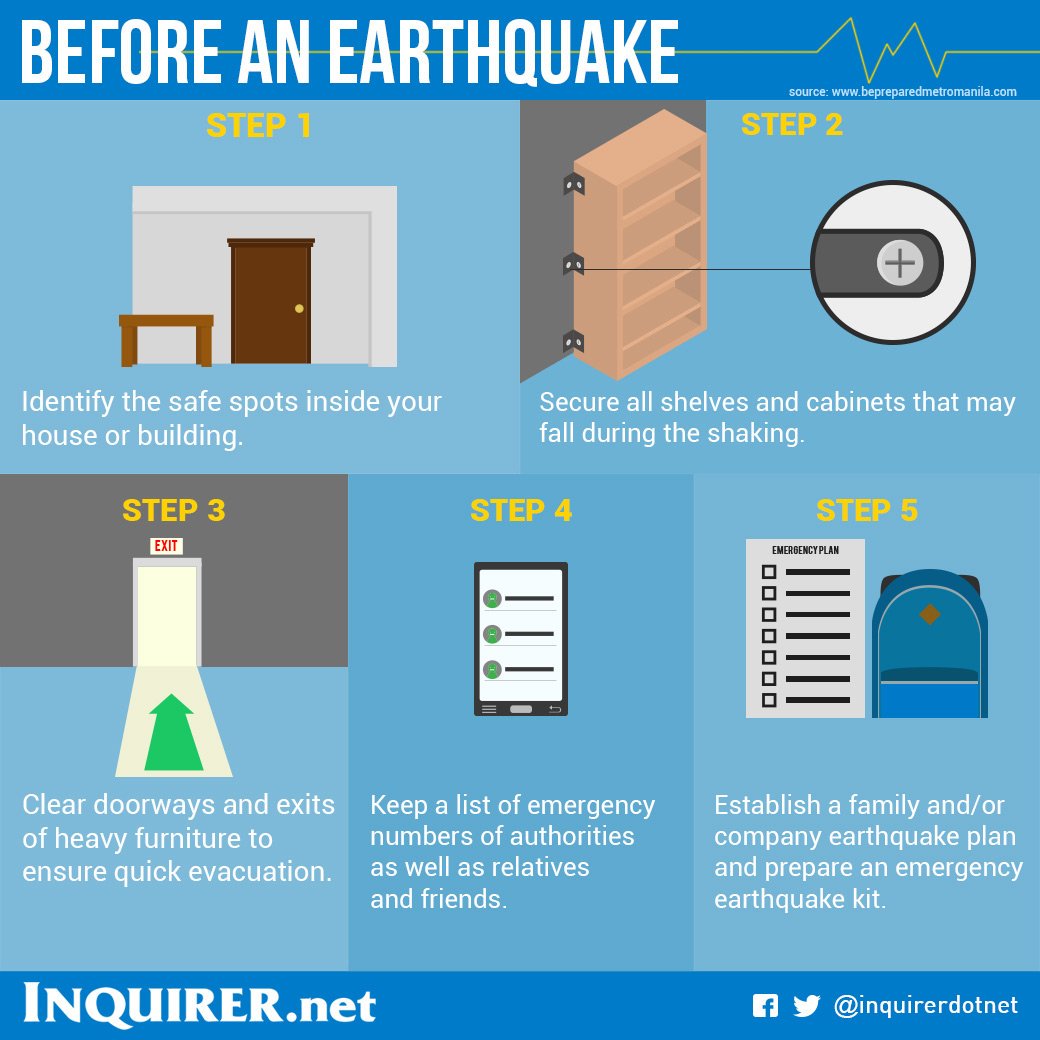 BEFORE AN EARTHQUAKE
source: www.bepreparedmetromanila.com
STEP 1
Identify the safe spots inside your
house or building.
STEP 2
Secure all shelves and cabinets that may
fall during the shaking.
STEP 3
EXIT
Clear doorways and exits
of heavy furniture to
ensure quick evacuation.
STEP 4
Keep a list of emergency
numbers of authorities
as well as relatives
and friends.
STEP 5
EMERGENCY PLAN
Establish a family and/or
company earthquake plan
and prepare an emergency
earthquake kit.
INQUIRER.net
@inquirerdotnet